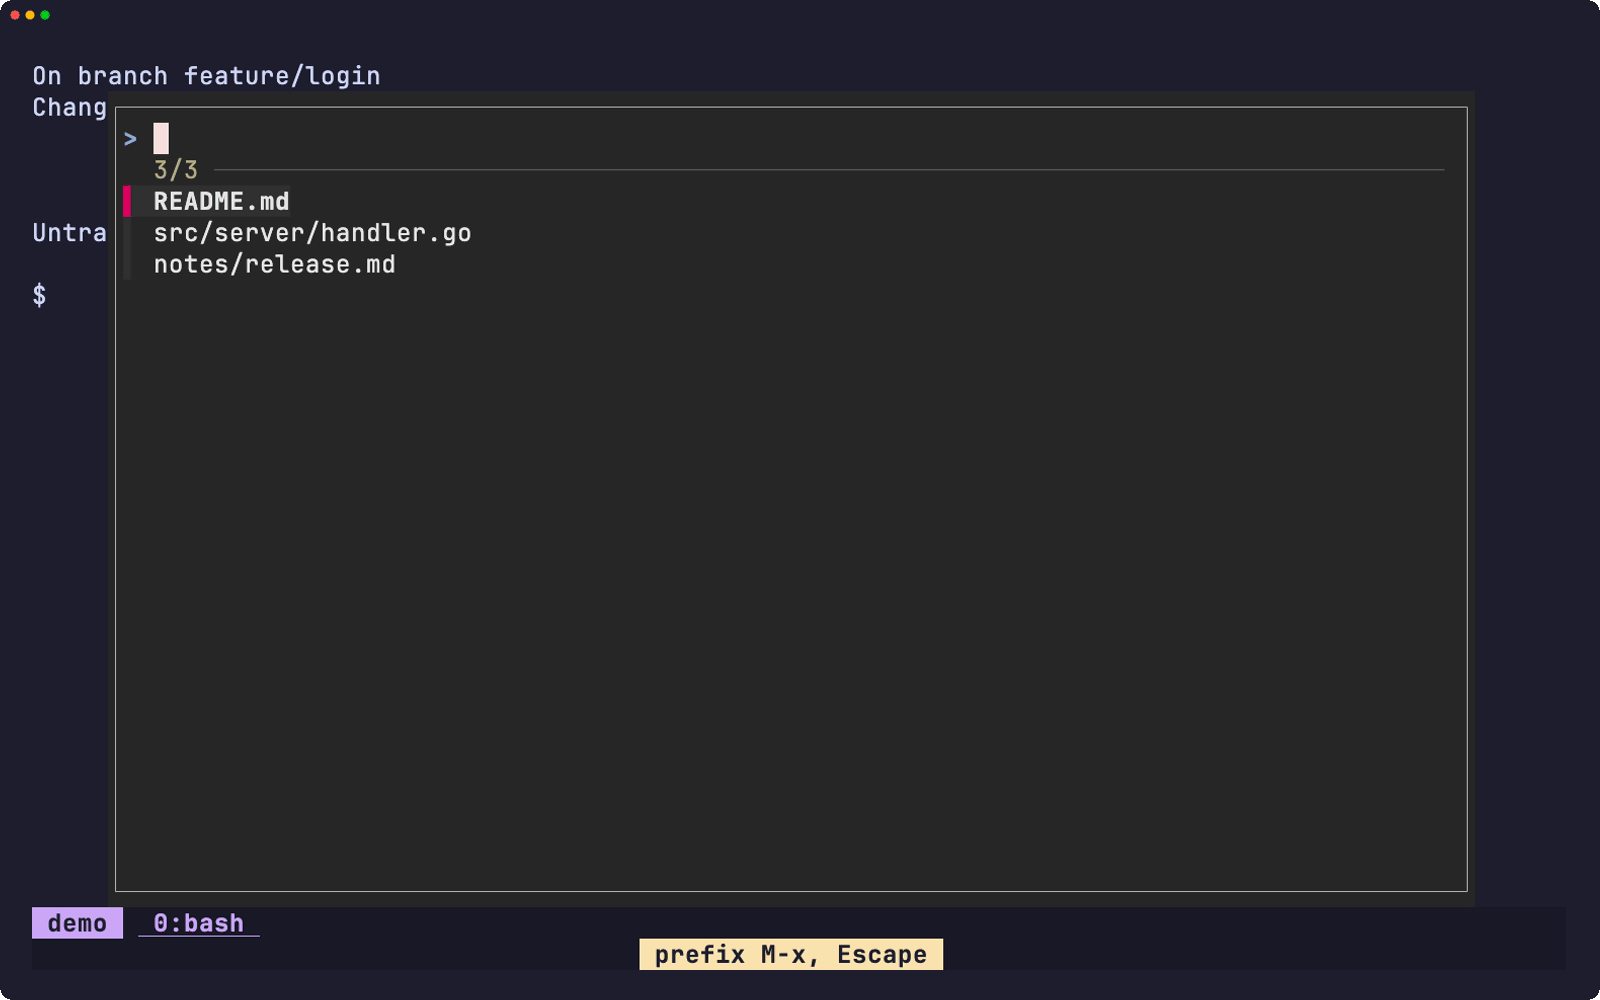 On branch feature/login
Chang
>
3/3
README.md
src/server/handler.go
Untra
notes/release.md
$
demo 0:bash
prefix M-x, Escape